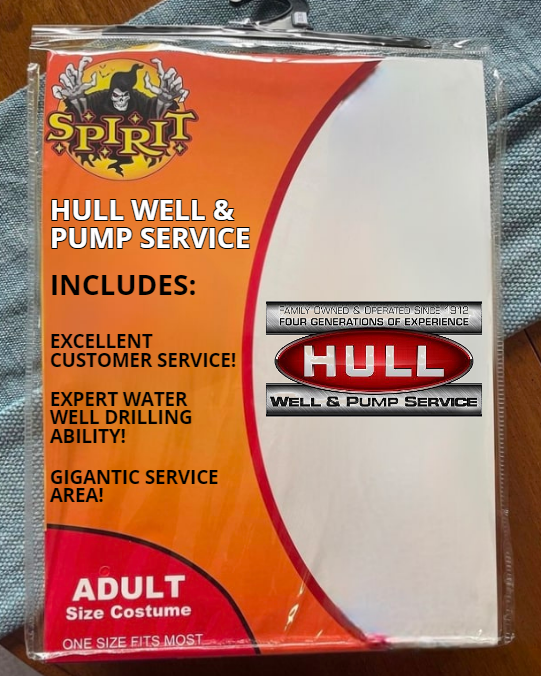 SPIRIT
HULL WELL &
PUMP SERVICE
INCLUDES:
EXCELLENT
CUSTOMER SERVICE!
EXPERT WATER
WELL DRILLING
ABILITY!
GIGANTIC SERVICE
AREA!
FAMILY OWNED & OPERATED SINCE 1912
FOUR GENERATIONS OF EXPERIENCE
HULL
WELL & PUMP SERVICE
ADULT
Size Costume
ONE SIZE FITS MOST